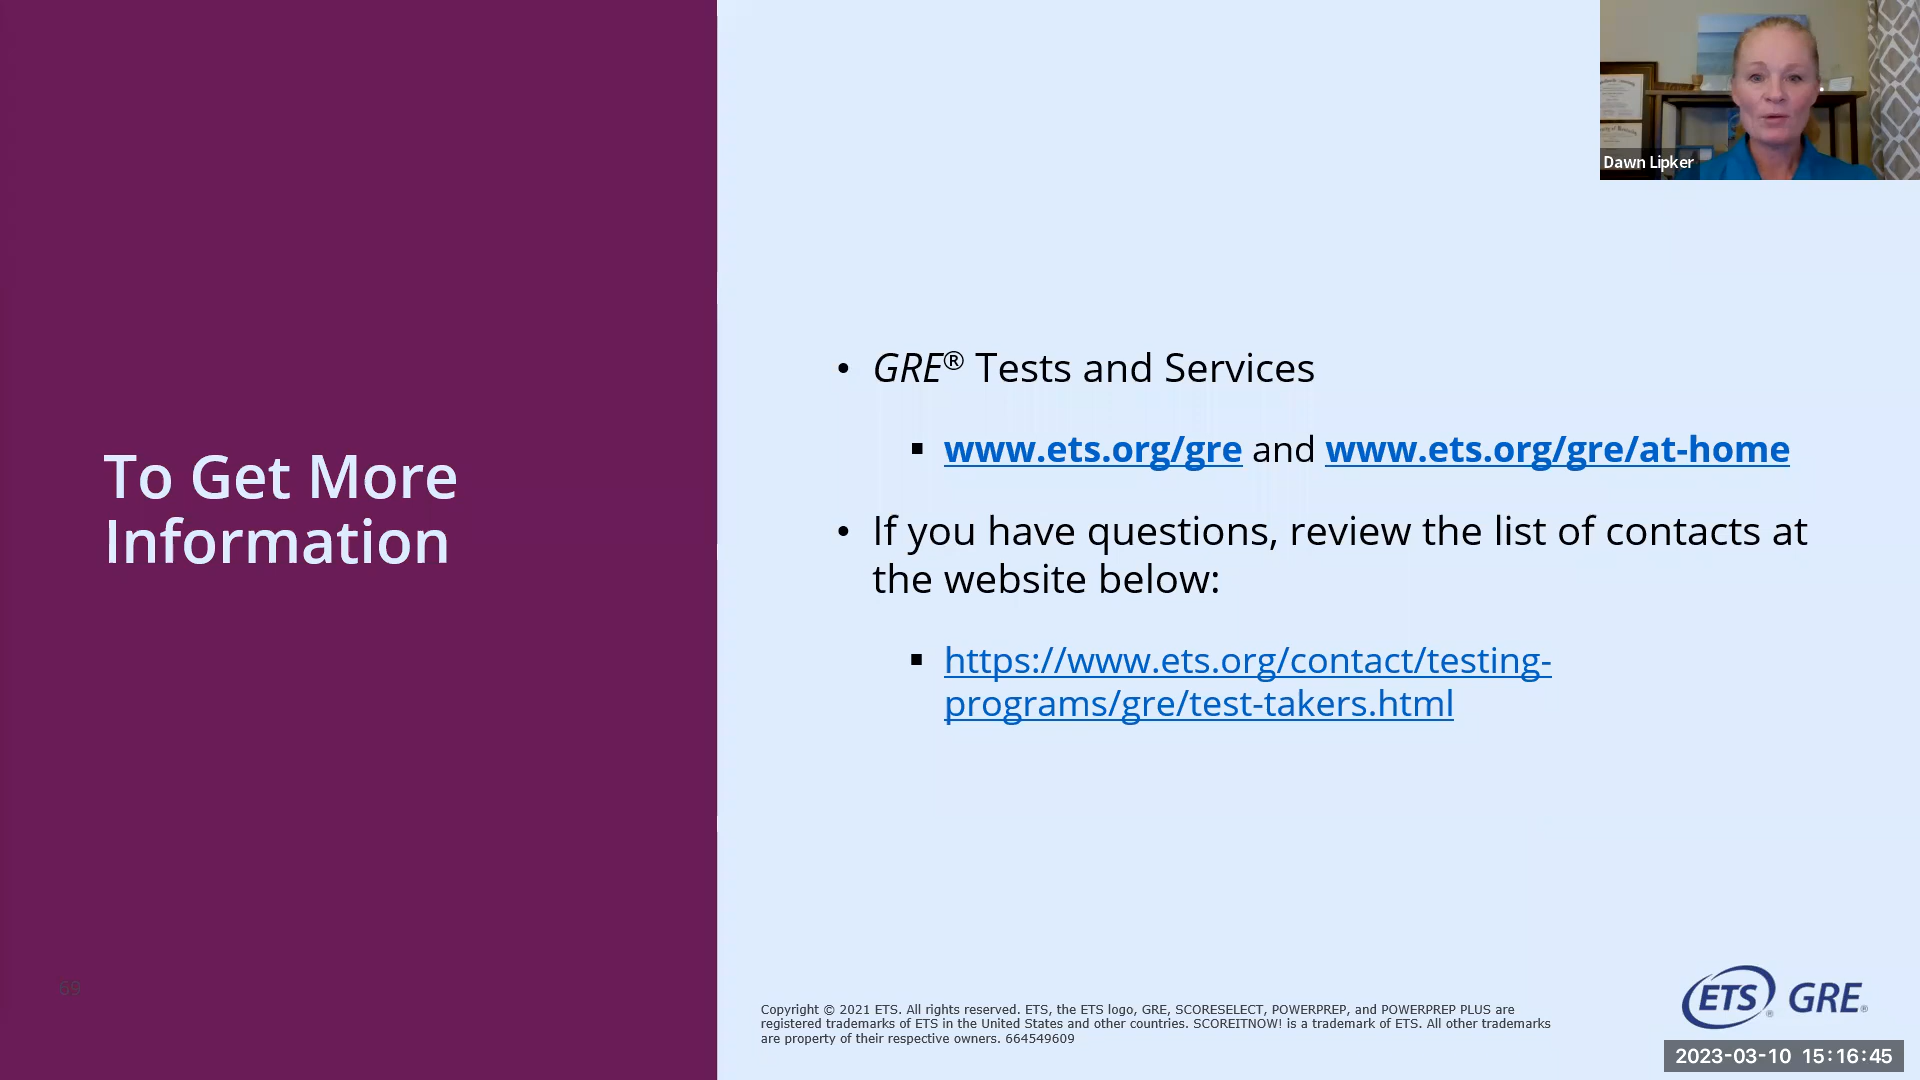 Dawn Lipker
To Get More
Information
• GRE® Tests and Services
▪ www.ets.org/gre and www.ets.org/gre/at-home
• If you have questions, review the list of contacts at
the website below:
▪ https://www.ets.org/contact/testing-
programs/gre/test-takers.html
69
Copyright © 2021 ETS. All rights reserved. ETS, the ETS logo, GRE, SCORESELECT, POWERPREP, and POWERPREP PLUS are
registered trademarks of ETS in the United States and other countries. SCOREITNOW! is a trademark of ETS. All other trademarks
are property of their respective owners. 664549609
ETS® GRE®
2023-03-10 15:16:45